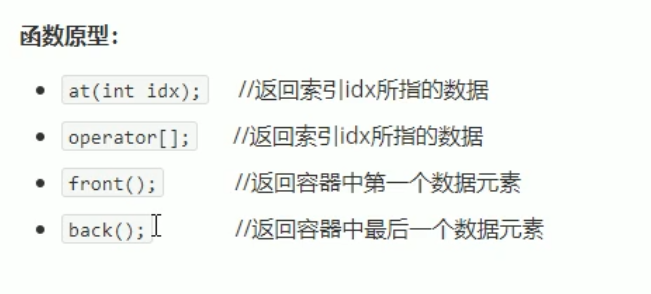 函数原型：
at(int idx); //返回索引idx所指的数据
operator[]; //返回索引idx所指的数据
front(); //返回容器中第一个数据元素
back(); //返回容器中最后一个数据元素